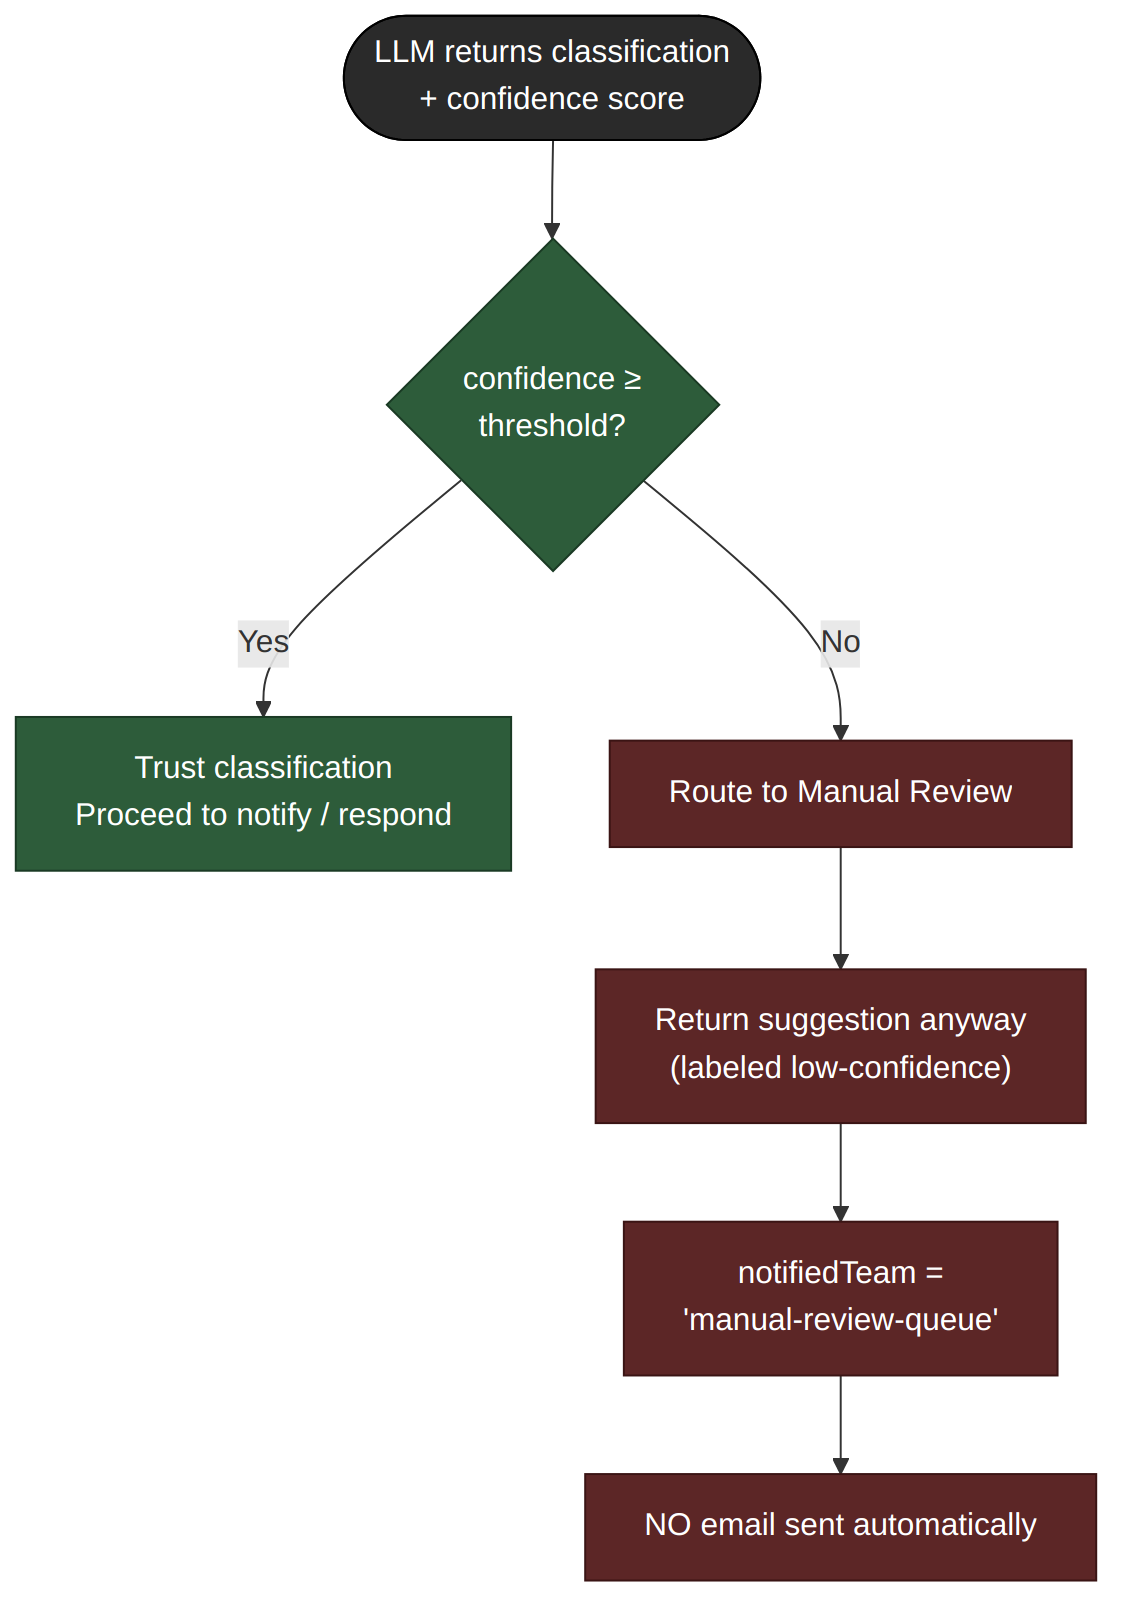 LLM returns classification
+ confidence score
confidence ≥
threshold?
Yes
No
Trust classification
Proceed to notify / respond
Route to Manual Review
Return suggestion anyway
(labeled low-confidence)
notifiedTeam =
'manual-review-queue'
NO email sent automatically